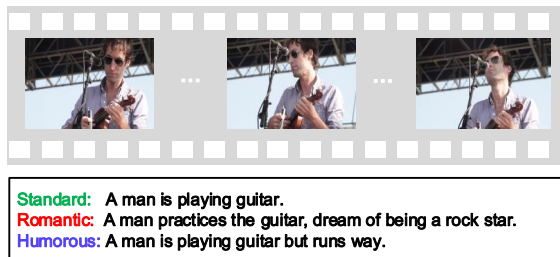 ... ...
Standard: A man is playing guitar.
Romantic: A man practices the guitar, dream of being a rock star.
Humorous: A man is playing guitar but runs way.